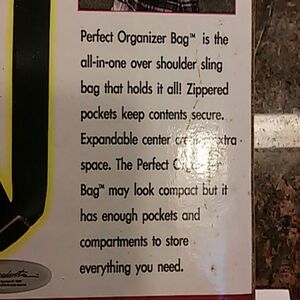 Perfect Organizer Bag™ is the
all-in-one over shoulder sling
bag that holds it all! Zippered
pockets keep contents secure.
Expandable center extra
space. The Perfect
Bag™ may look compact but it
has enough pockets and
compartments to store
everything you need.